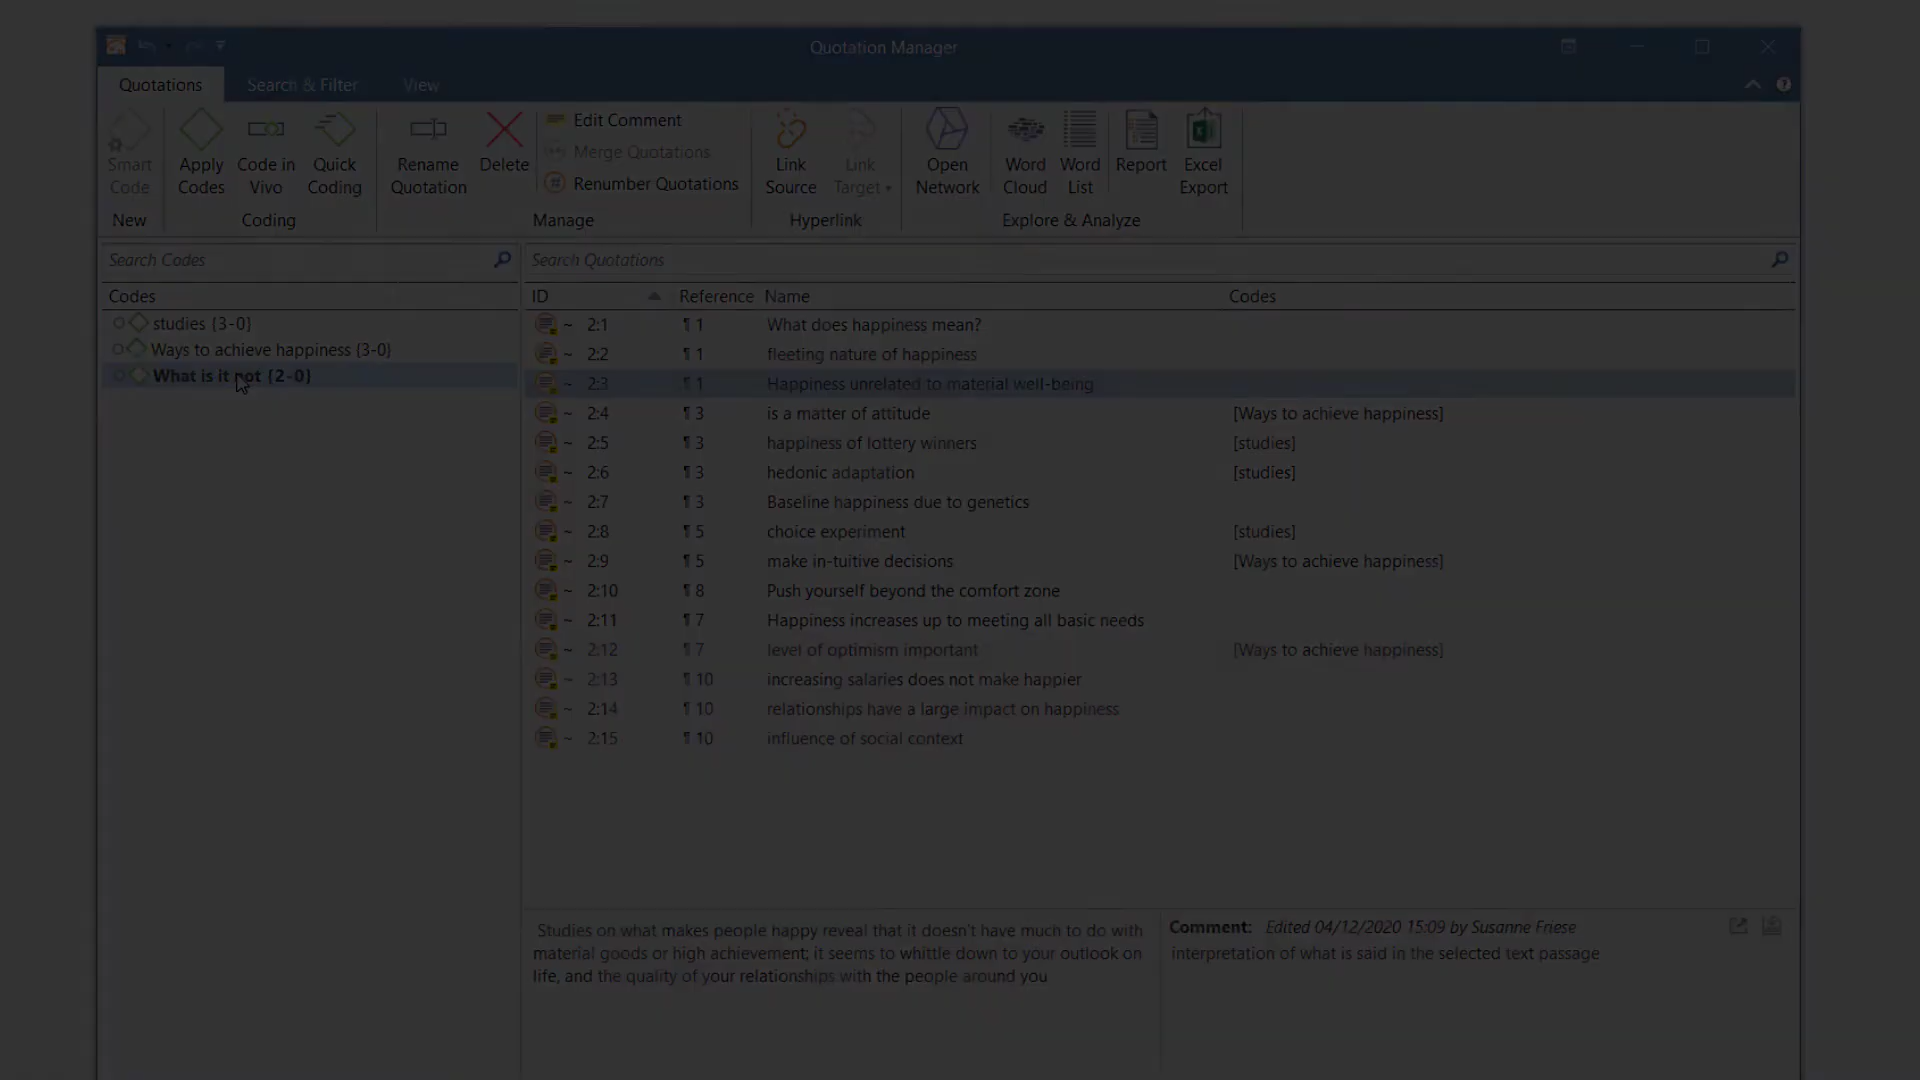 Quotation Manager
Quotations Search & Filter View
Smart Code
Apply Codes
Code in Vivo
Quick Coding
Rename Quotation
Delete
Edit Comment
Merge Quotations
Renumber Quotations
Link Source
Link Target
Open Network
Word Cloud
Word List
Report
Excel Export
New Coding Manage Hyperlink Explore & Analyze
Search Codes
Codes
studies {3-0}
Ways to achieve happiness {3-0}
What is it not {2-0}
Search Quotations
ID Reference Name Codes
~ 2:1 ¶ 1 What does happiness mean?
~ 2:2 ¶ 1 fleeting nature of happiness
~ 2:3 ¶ 1 Happiness unrelated to material well-being
~ 2:4 ¶ 3 is a matter of attitude [Ways to achieve happiness]
~ 2:5 ¶ 3 happiness of lottery winners [studies]
~ 2:6 ¶ 3 hedonic adaptation [studies]
~ 2:7 ¶ 3 Baseline happiness due to genetics
~ 2:8 ¶ 5 choice experiment [studies]
~ 2:9 ¶ 5 make in-tuitive decisions [Ways to achieve happiness]
~ 2:10 ¶ 8 Push yourself beyond the comfort zone
~ 2:11 ¶ 7 Happiness increases up to meeting all basic needs
~ 2:12 ¶ 7 level of optimism important [Ways to achieve happiness]
~ 2:13 ¶ 10 increasing salaries does not make happier
~ 2:14 ¶ 10 relationships have a large impact on happiness
~ 2:15 ¶ 10 influence of social context
Studies on what makes people happy reveal that it doesn't have much to do with
material goods or high achievement; it seems to whittle down to your outlook on
life, and the quality of your relationships with the people around you
Comment: Edited 04/12/2020 15:09 by Susanne Friese
interpretation of what is said in the selected text passage